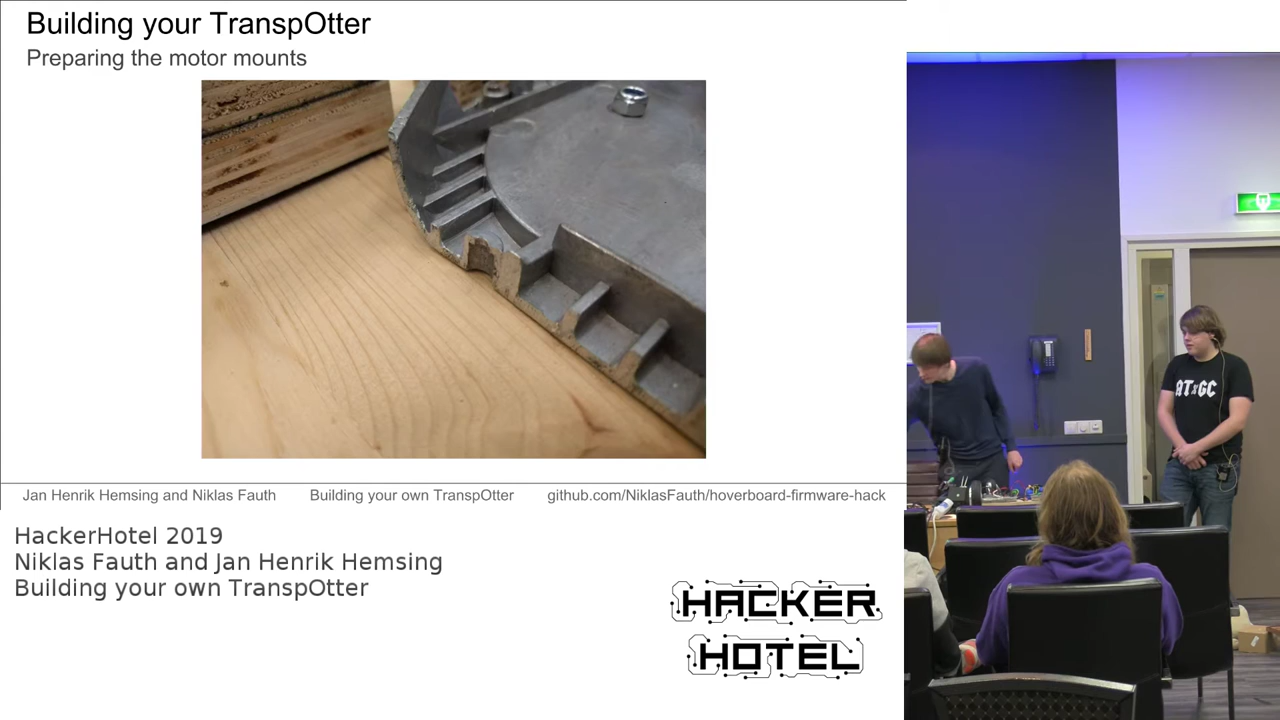 Building your TranspOtter
Preparing the motor mounts
Jan Henrik Hemsing and Niklas Fauth Building your own TranspOtter github.com/NiklasFauth/hoverboard-firmware-hack
HackerHotel 2019
Niklas Fauth and Jan Henrik Hemsing
Building your own TranspOtter
HACKER
HOTEL
AT×GC